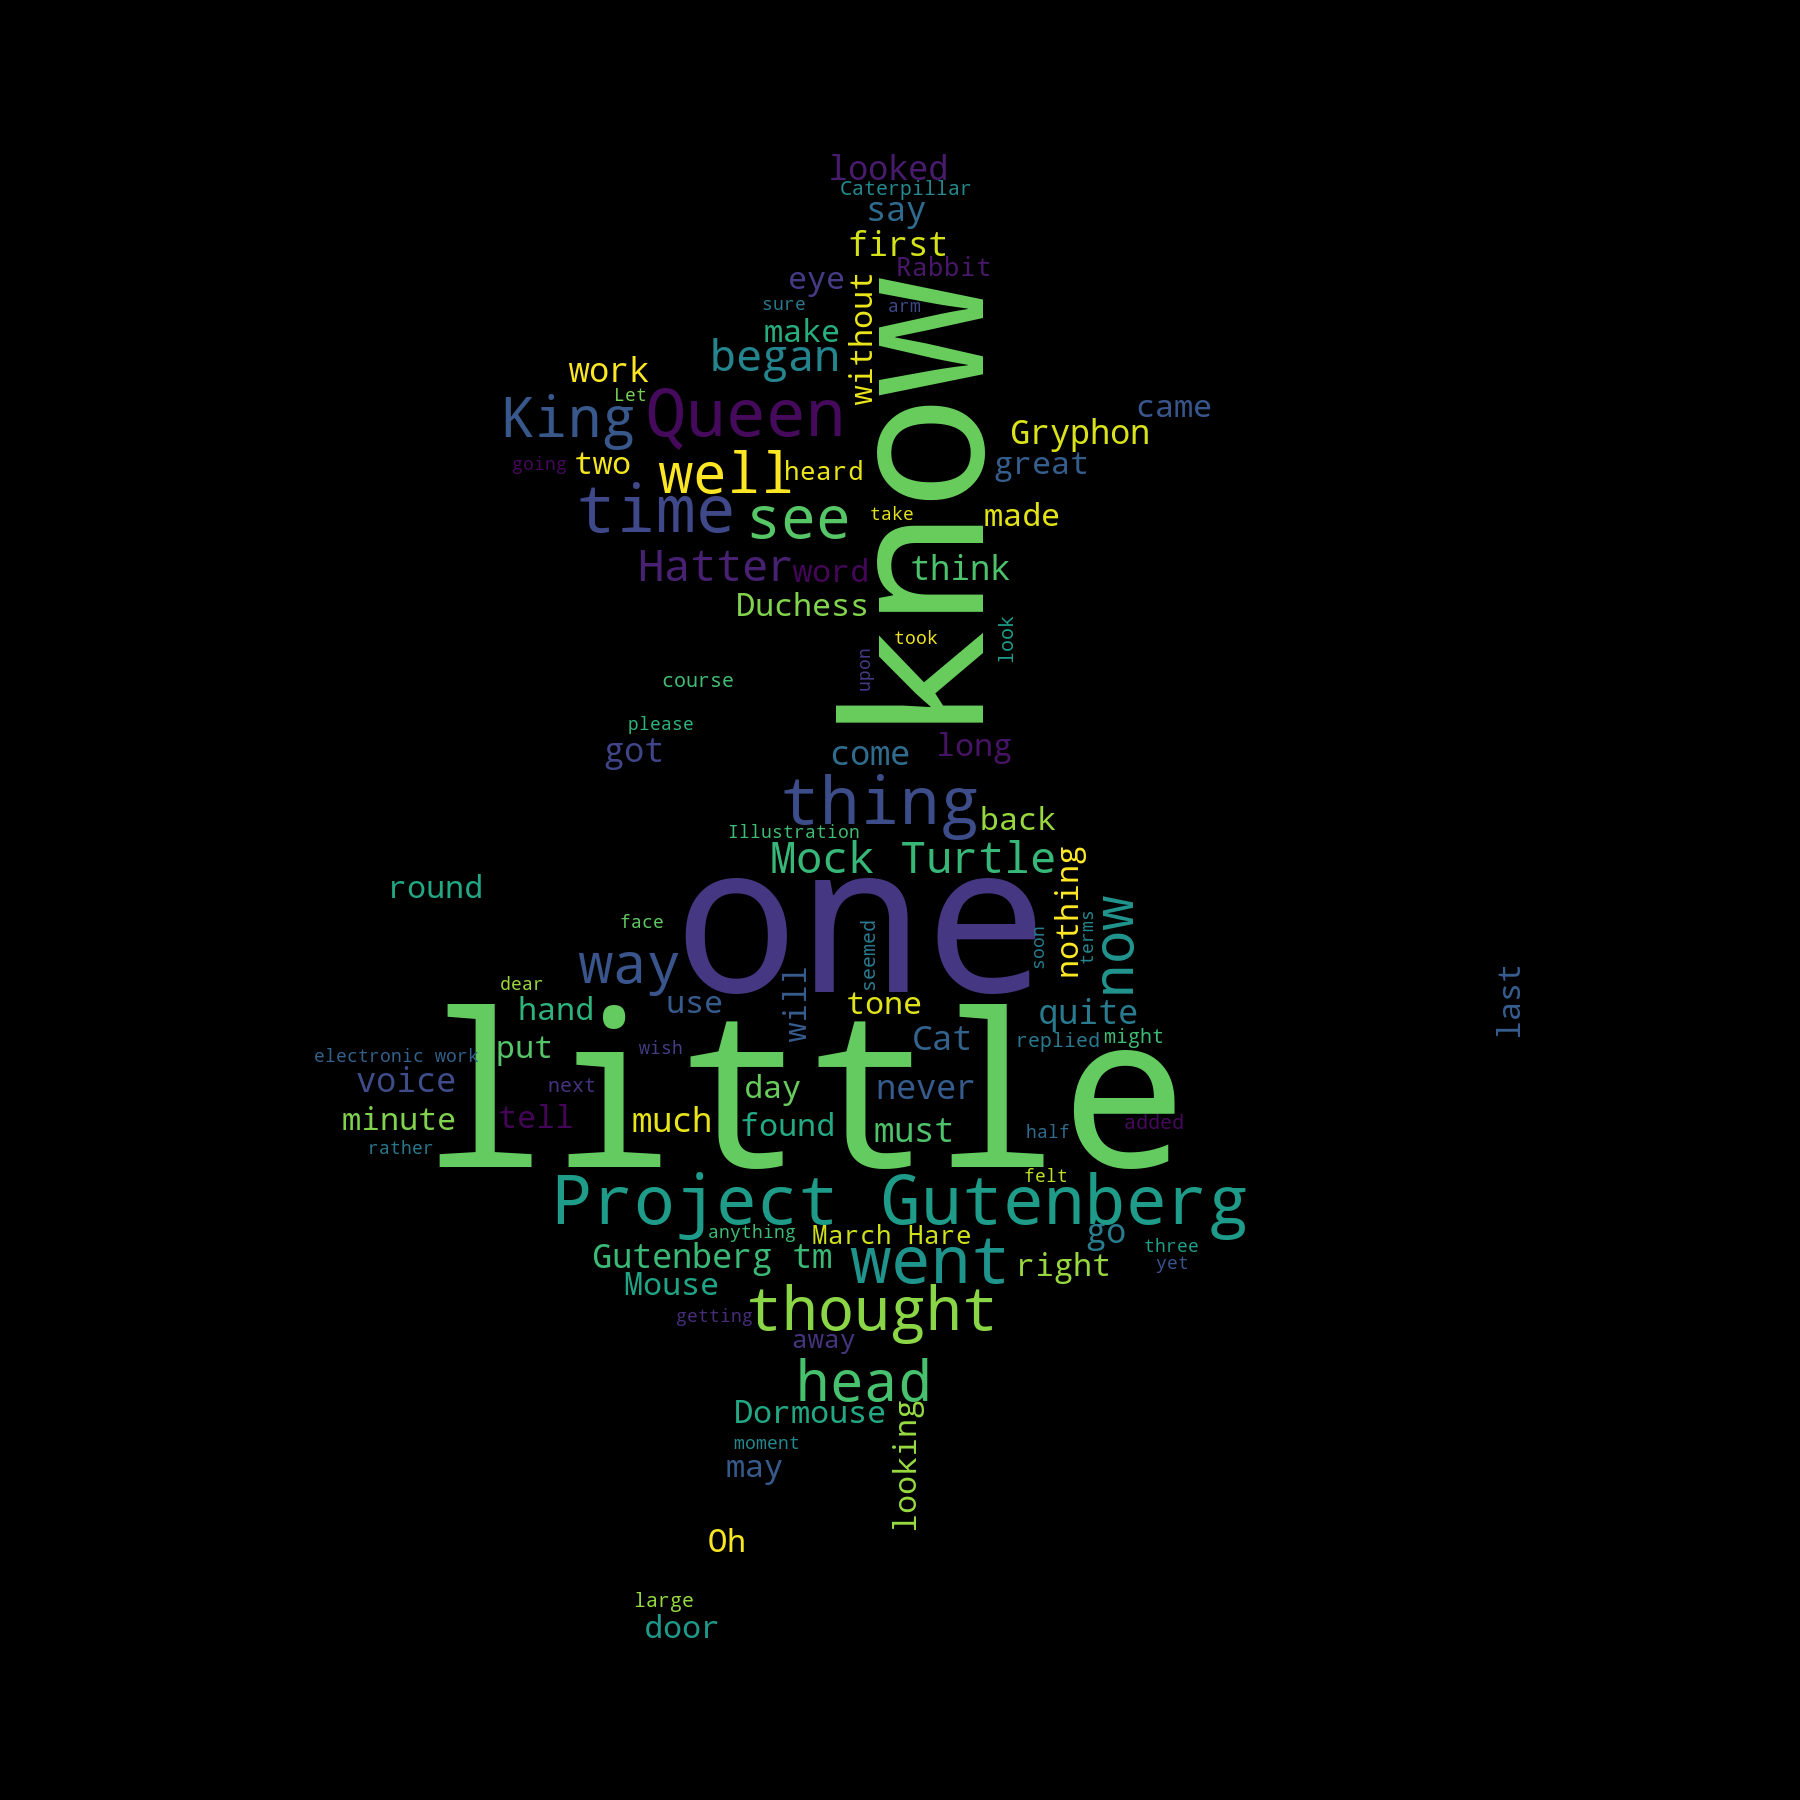 looked
Caterpillar
say
first
Rabbit
eye
without
know
sure
arm
make
began
work
Let
King
Queen
came
Gryphon
going
two
well
heard
great
time
see
take
made
Hatter
word
think
Duchess
took
look
upon
course
please
got
come
long
thing
back
Illustration
Mock Turtle
round
one
nothing
now
face
seemed
soon
terms
way
last
dear
hand
use
will
tone
quite
little
electronic work
put
wish
Cat
replied
might
voice
next
day
never
minute
tell
much
found
must
half
added
rather
Project Gutenberg
felt
anything
March Hare
go
Gutenberg tm
went
right
three
yet
Mouse
getting
thought
away
head
Dormouse
looking
moment
may
Oh
large
door